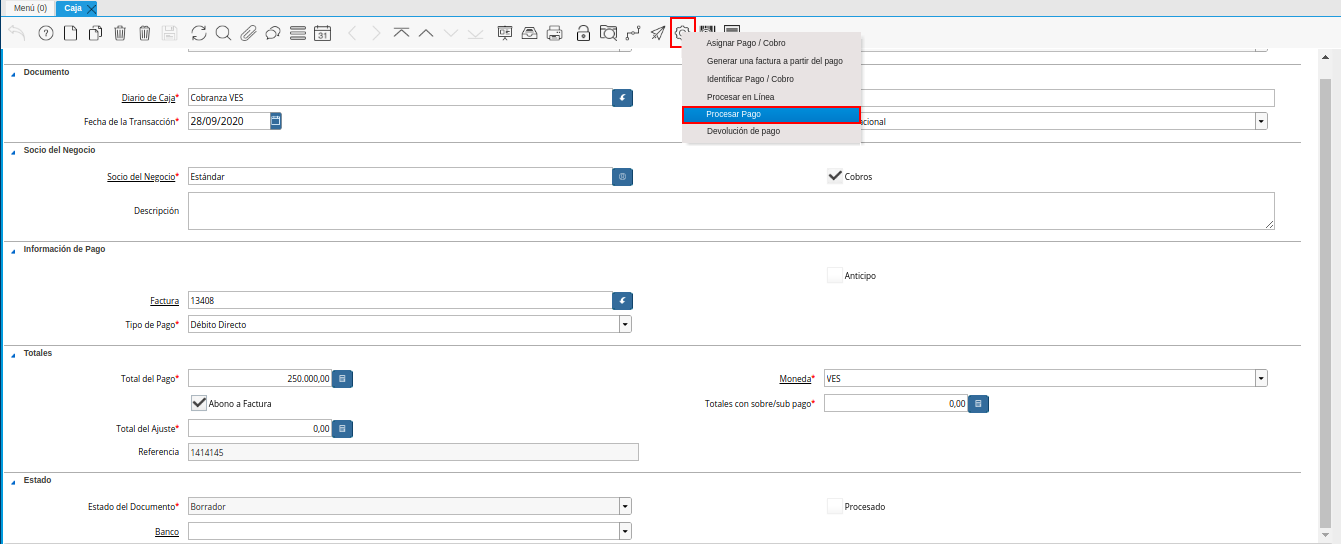 Menú (0) Caja
31
Asignar Pago / Cobro
Generar una factura a partir del pago
Identificar Pago / Cobro
Procesar en Línea
Procesar Pago
Devolución de pago
Documento
Diario de Caja* Cobranza VES
Fecha de la Transacción* 28/09/2020 cional
Socio del Negocio
Socio del Negocio* Estándar Cobros
Descripción
Información de Pago
Anticipo
Factura 13408
Tipo de Pago* Débito Directo
Totales
Total del Pago* 250.000,00 Moneda* VES
Abono a Factura Totales con sobre/sub pago* 0,00
Total del Ajuste* 0,00
Referencia 1414145
Estado
Estado del Documento* Borrador Procesado
Banco